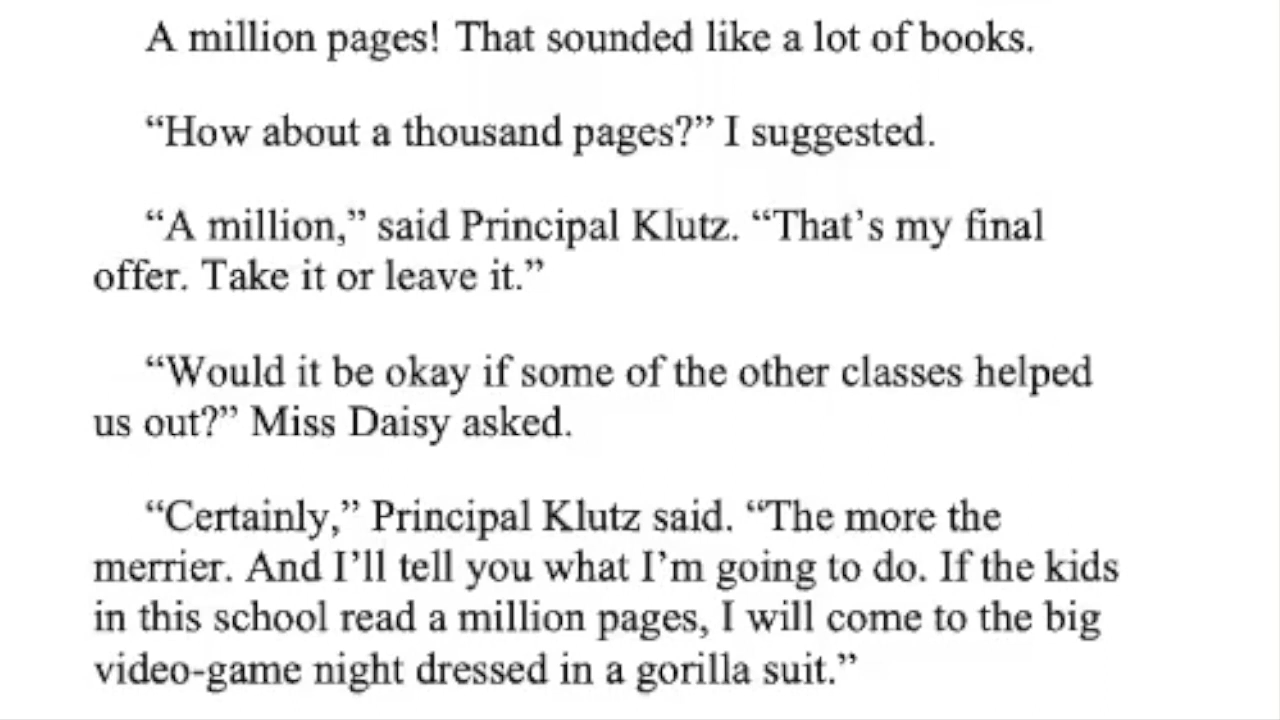 A million pages! That sounded like a lot of books.
“How about a thousand pages?” I suggested.
“A million,” said Principal Klutz. “That’s my final
offer. Take it or leave it.”
“Would it be okay if some of the other classes helped
us out?” Miss Daisy asked.
“Certainly,” Principal Klutz said. “The more the
merrier. And I’ll tell you what I’m going to do. If the kids
in this school read a million pages, I will come to the big
video-game night dressed in a gorilla suit.”